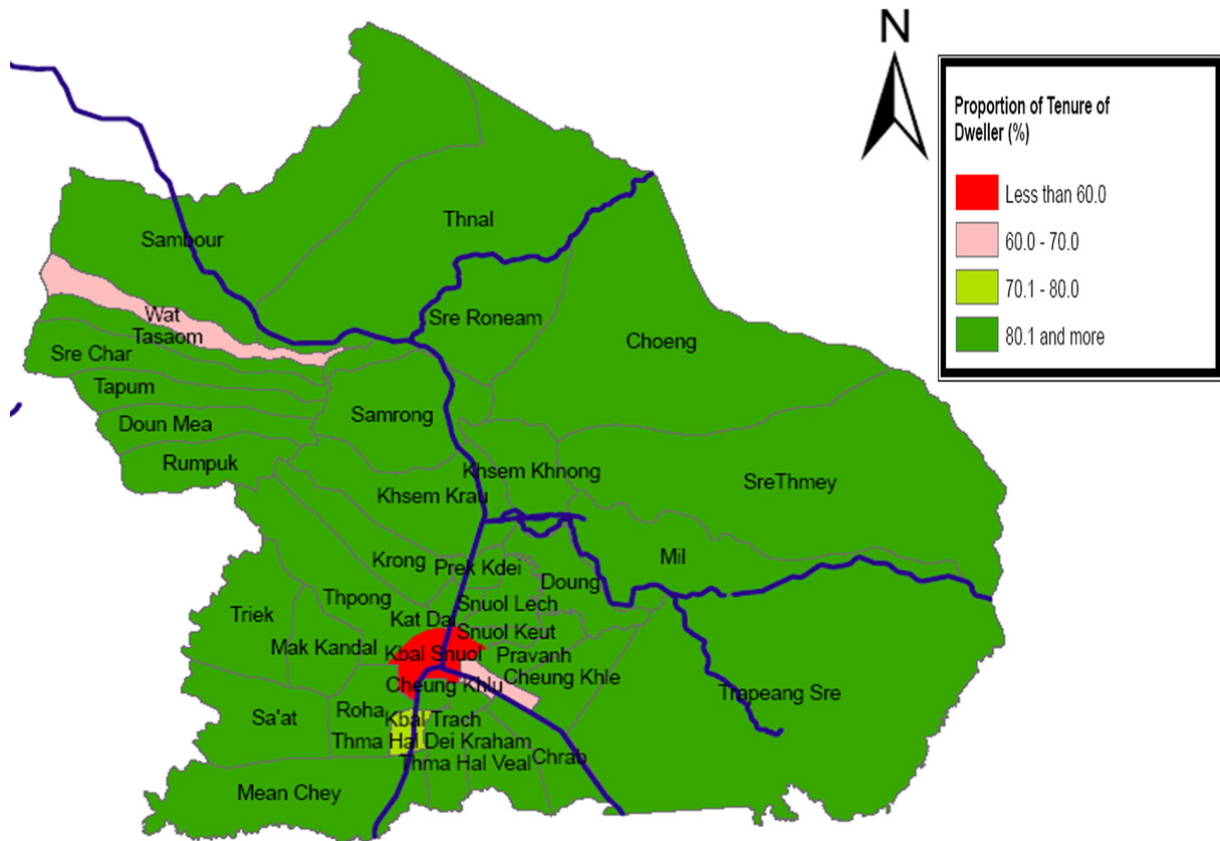 N
Proportion of Tenure of
Dweller (%)
Less than 60.0
60.0 - 70.0
70.1 - 80.0
80.1 and more
Thnal
Sambour
Wat
Tasaom
Sre Roneam
Choeng
Sre Char
Tapum
Doun Mea
Samrong
Rumpuk
Khsem Khnong
SreThmey
Khsem Krau
Mil
Krong
Prek Kdei
Doung
Thpong
Snuol Lech
Triek
Kat Dai
Snuol Keut
Mak Kandal
Kbal Snuol
Pravanh
Cheung Khlu
Cheung Khle
Trapeang Sre
Sa'at
Roha
Kbal Trach
Thma Hal Dei Kraham
Thma Hal Veal
Chrab
Mean Chey